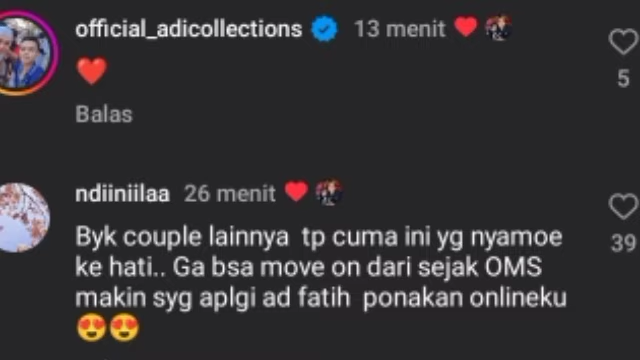 official_adicollections 13 menit ❤️
❤️
5
Balas
ndiiniilaa 26 menit ❤️
39
Byk couple lainnya tp cuma ini yg nyamoe
ke hati.. Ga bsa move on dari sejak OMS
makin syg aplgi ad fatih ponakan onlineku
😍😍